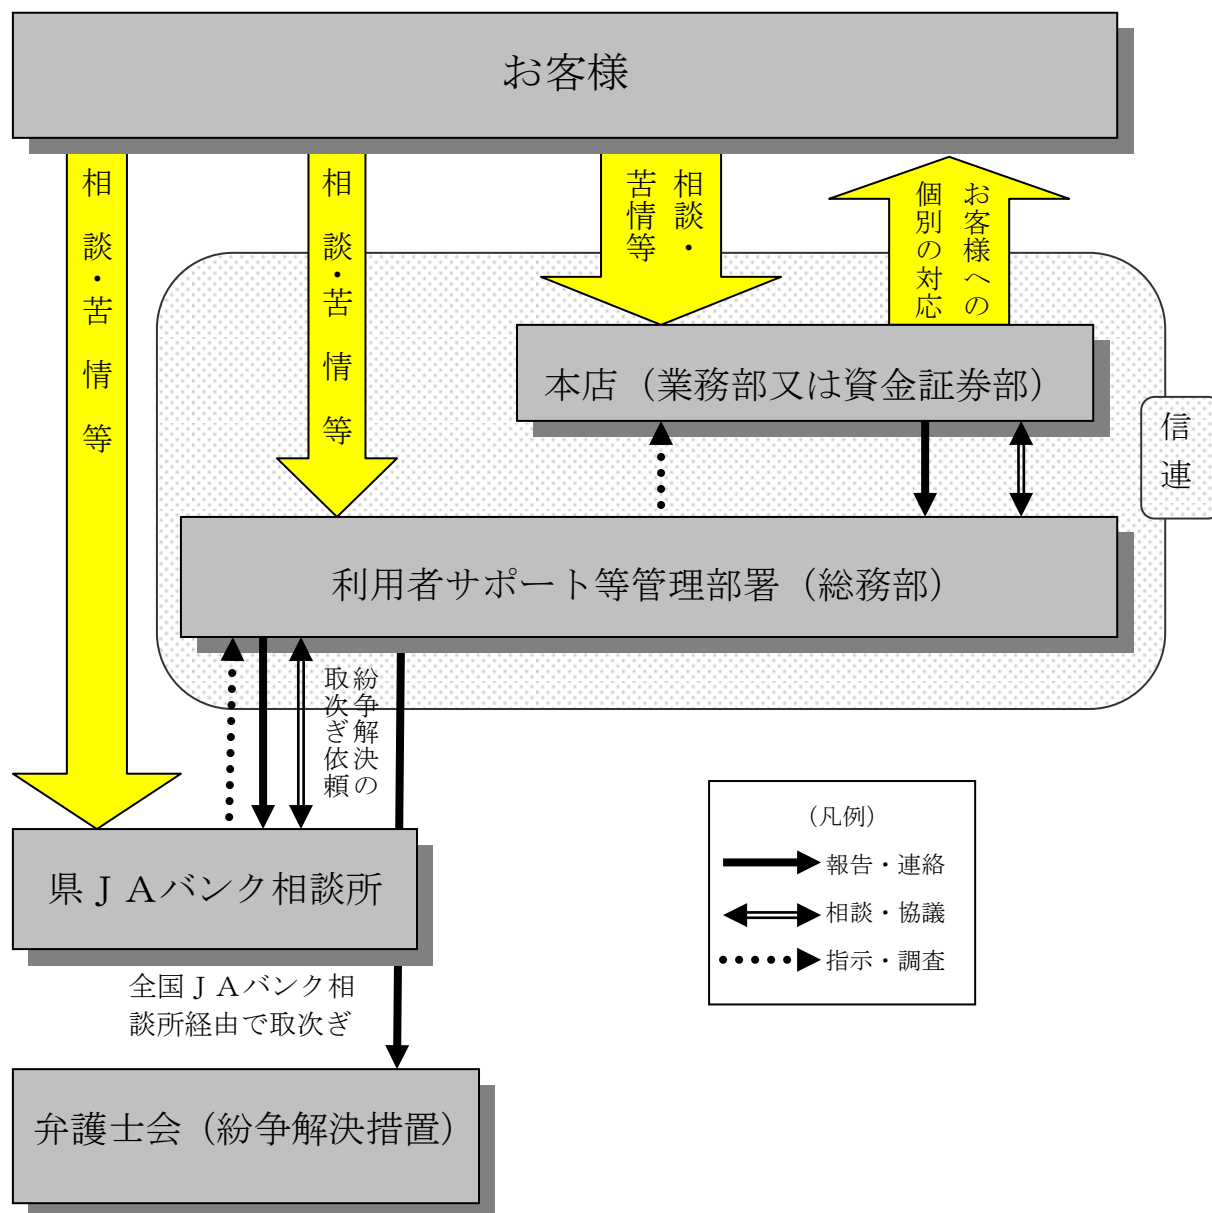 お客様
相談・苦情等
相談・苦情等
相談・
苦情等
お客様への
個別の対応
本店（業務部又は資金証券部）
信
連
利用者サポート等管理部署（総務部）
紛争解決の
取次ぎ依頼
（凡例）
報告・連絡
相談・協議
指示・調査
県ＪＡバンク相談所
全国ＪＡバンク相
談所経由で取次ぎ
弁護士会（紛争解決措置）